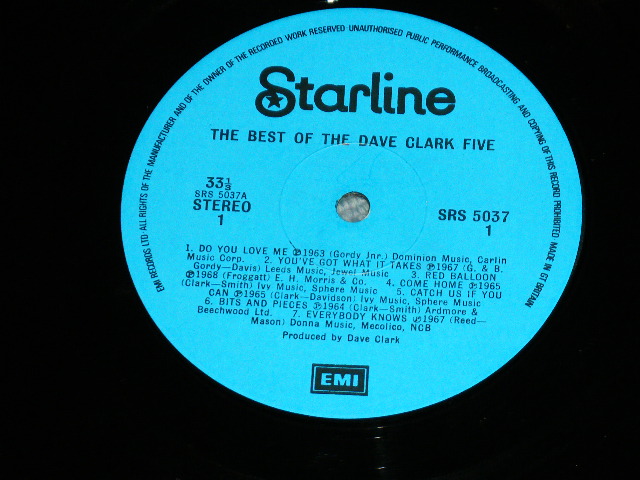 EMI RECORDS LTD·ALL RIGHTS OF THE MANUFACTURER AND OF THE OWNER OF THE RECORDED WORK RESERVED·UNAUTHORISED PUBLIC PERFORMANCE BROADCASTING AND COPYING OF THIS RECORD PROHIBITED·MADE IN GT BRITAIN
Starline
THE BEST OF THE DAVE CLARK FIVE
33⅓
SRS 5037A
STEREO
1
SRS 5037
1
1. DO YOU LOVE ME ℗1963 (Gordy Jnr.) Dominion Music, Carlin
Music Corp. 2. YOU'VE GOT WHAT IT TAKES ℗1967 (G. & B.
Gordy—Davis) Leeds Music, Jewel Music 3. RED BALLOON
℗1968 (Froggatt) E. H. Morris & Co. 4. COME HOME ℗1965
(Clark—Smith) Ivy Music, Sphere Music 5. CATCH US IF YOU
CAN ℗1965 (Clark—Davidson) Ivy Music, Sphere Music
6. BITS AND PIECES ℗1964 (Clark—Smith) Ardmore &
Beechwood Ltd. 7. EVERYBODY KNOWS ℗1967 (Reed—
Mason) Donna Music, Mecolico, NCB
Produced by Dave Clark
EMI